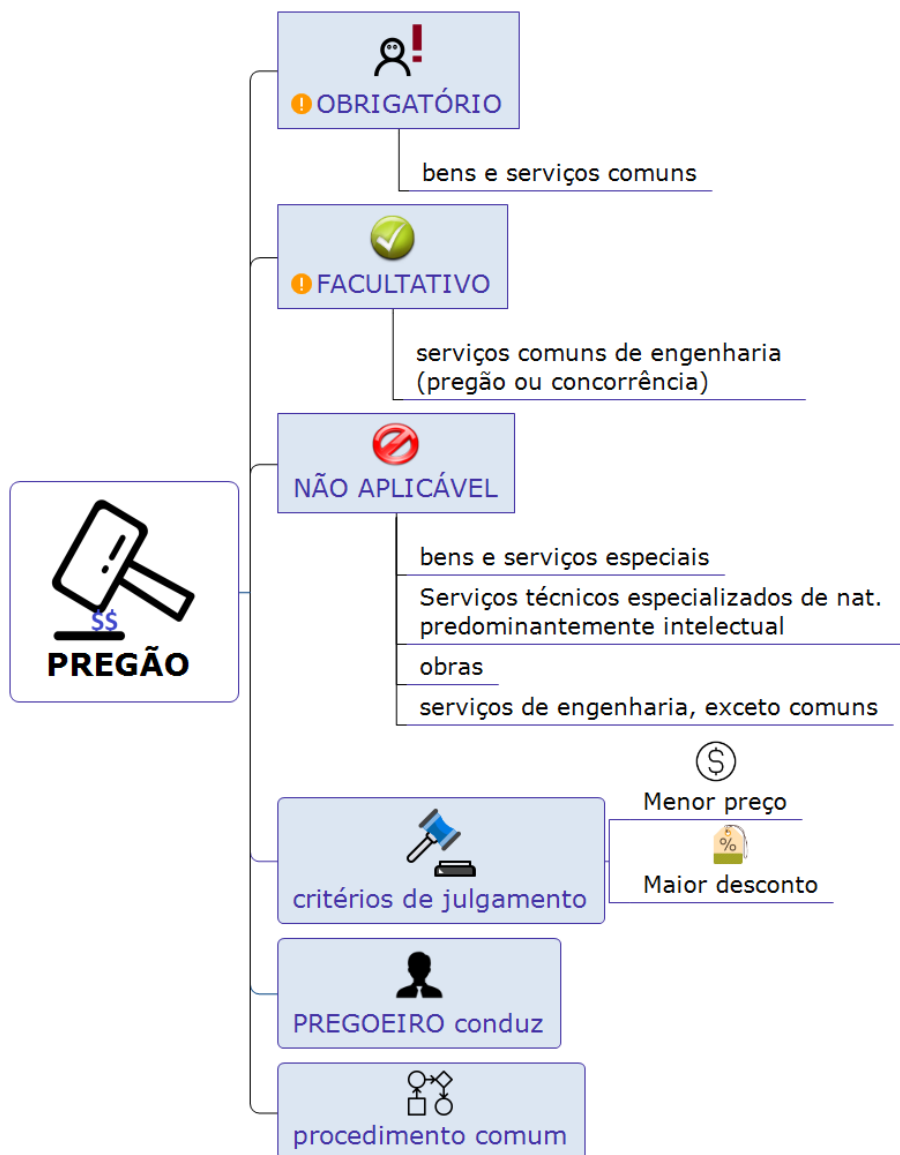 OBRIGATÓRIO
bens e serviços comuns
FACULTATIVO
serviços comuns de engenharia
(pregão ou concorrência)
NÃO APLICÁVEL
bens e serviços especiais
Serviços técnicos especializados de nat.
predominantemente intelectual
obras
serviços de engenharia, exceto comuns
$$
PREGÃO
critérios de julgamento
$
Menor preço
%
Maior desconto
PREGOEIRO conduz
procedimento comum